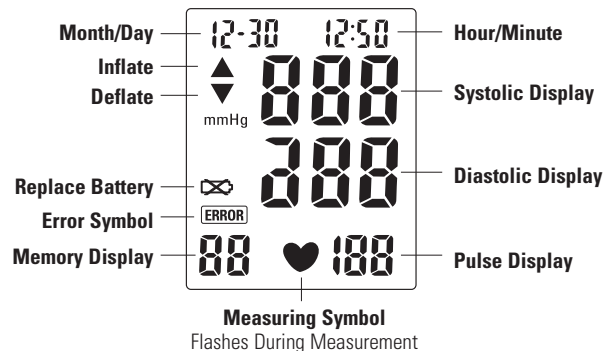 Month/Day 12-30 12:50 Hour/Minute
Inflate
Deflate
888 Systolic Display
mmHg
Diastolic Display
Replace Battery
Error Symbol ERROR
Memory Display 88 188 Pulse Display
Measuring Symbol
Flashes During Measurement